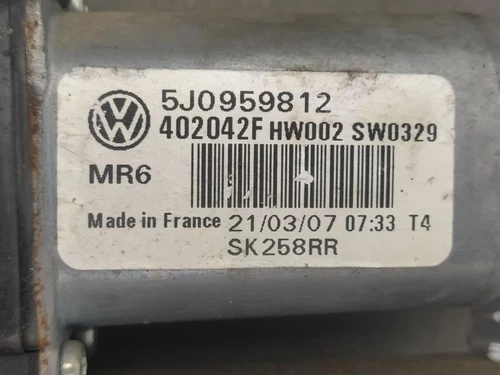 5J0959812
402042F HW002 SW0329
MR6
Made in France 21/03/07 07:33 T4
SK258RR